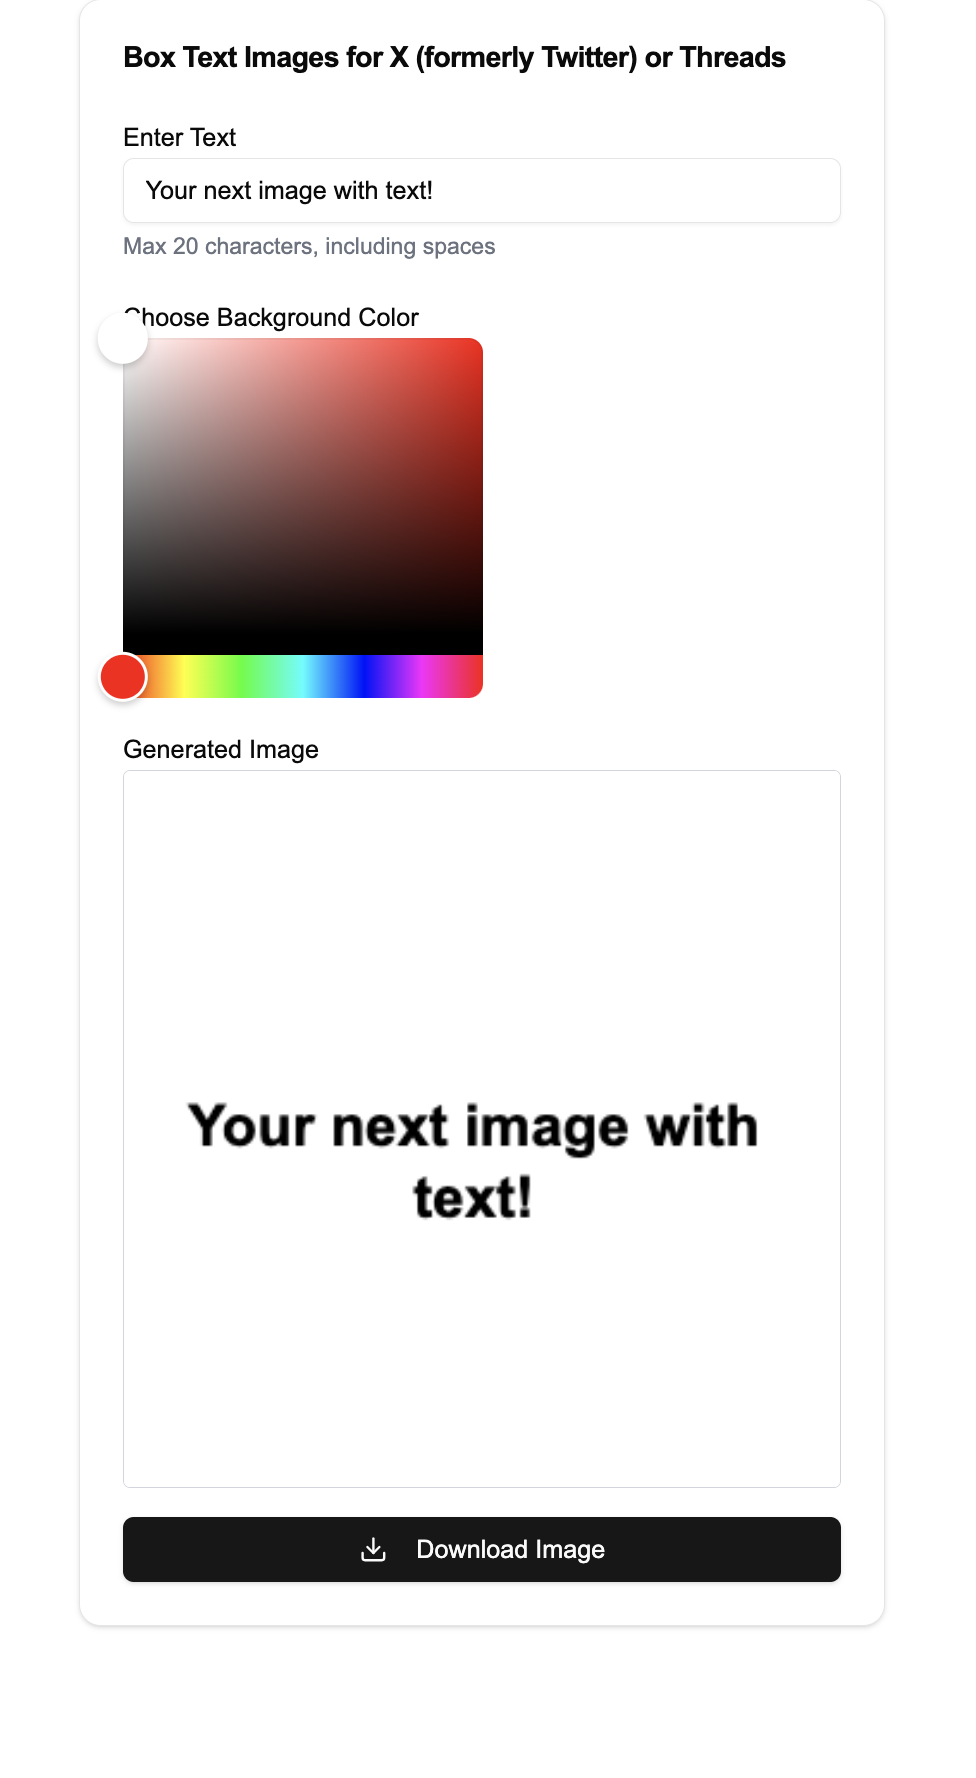 Box Text Images for X (formerly Twitter) or Threads
Enter Text
Your next image with text!
Max 20 characters, including spaces
Choose Background Color
Generated Image
Your next image with
text!
Download Image